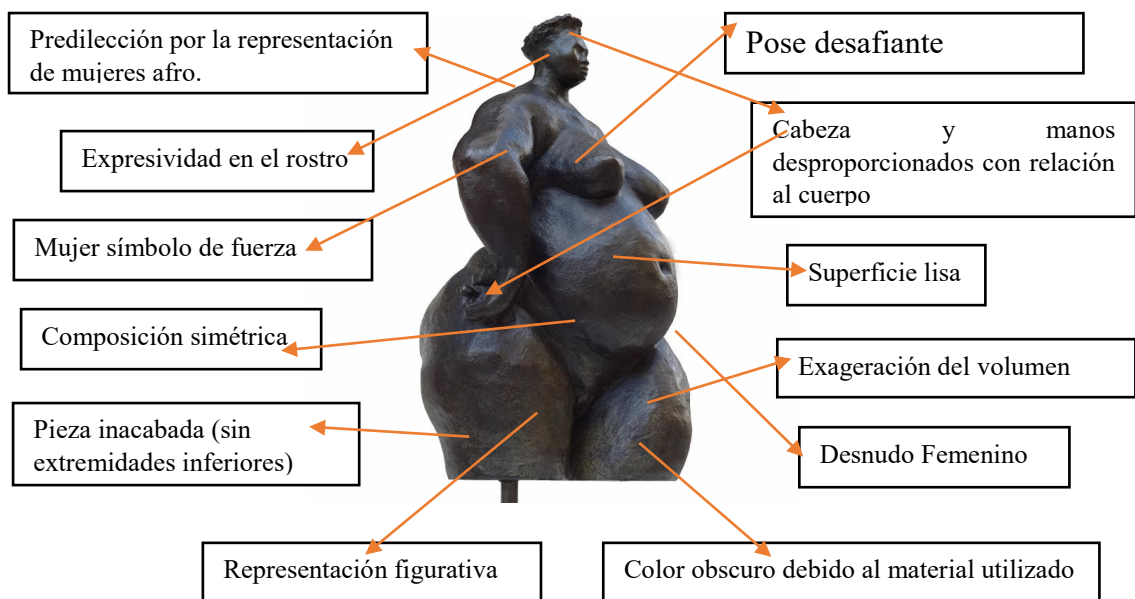 Predilección por la representación
de mujeres afro.
Pose desafiante
Expresividad en el rostro
Cabeza y manos
desproporcionados con relación
al cuerpo
Mujer símbolo de fuerza
Superficie lisa
Composición simétrica
Exageración del volumen
Pieza inacabada (sin
extremidades inferiores)
Desnudo Femenino
Representación figurativa
Color obscuro debido al material utilizado